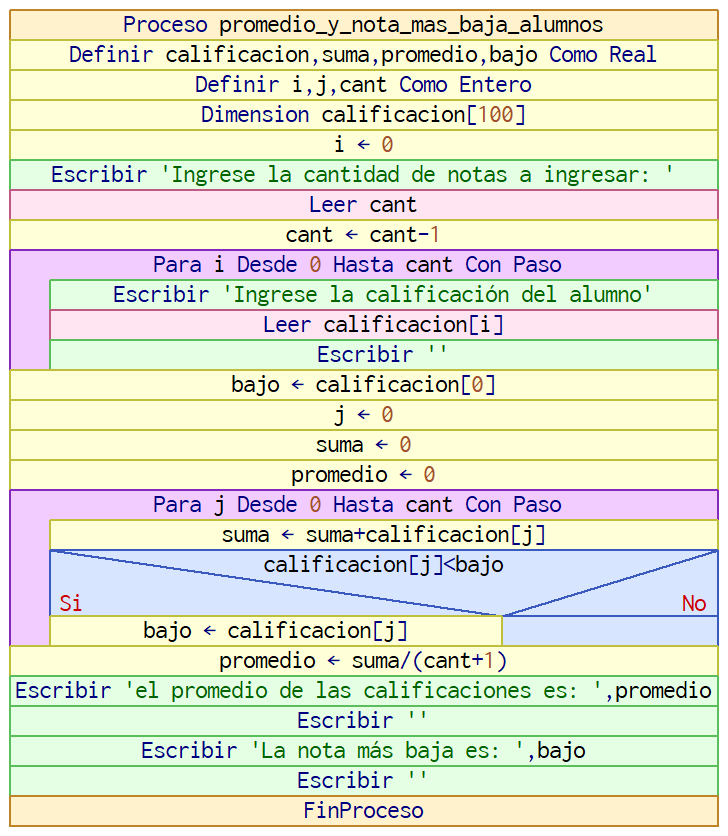 Proceso promedio_y_nota_mas_baja_alumnos
Definir calificacion,suma,promedio,bajo Como Real
Definir i,j,cant Como Entero
Dimension calificacion[100]
i ← 0
Escribir 'Ingrese la cantidad de notas a ingresar: '
Leer cant
cant ← cant-1
Para i Desde 0 Hasta cant Con Paso
Escribir 'Ingrese la calificación del alumno'
Leer calificacion[i]
Escribir ''
bajo ← calificacion[0]
j ← 0
suma ← 0
promedio ← 0
Para j Desde 0 Hasta cant Con Paso
suma ← suma+calificacion[j]
calificacion[j]<bajo
Si No
bajo ← calificacion[j]
promedio ← suma/(cant+1)
Escribir 'el promedio de las calificaciones es: ',promedio
Escribir ''
Escribir 'La nota más baja es: ',bajo
Escribir ''
FinProceso